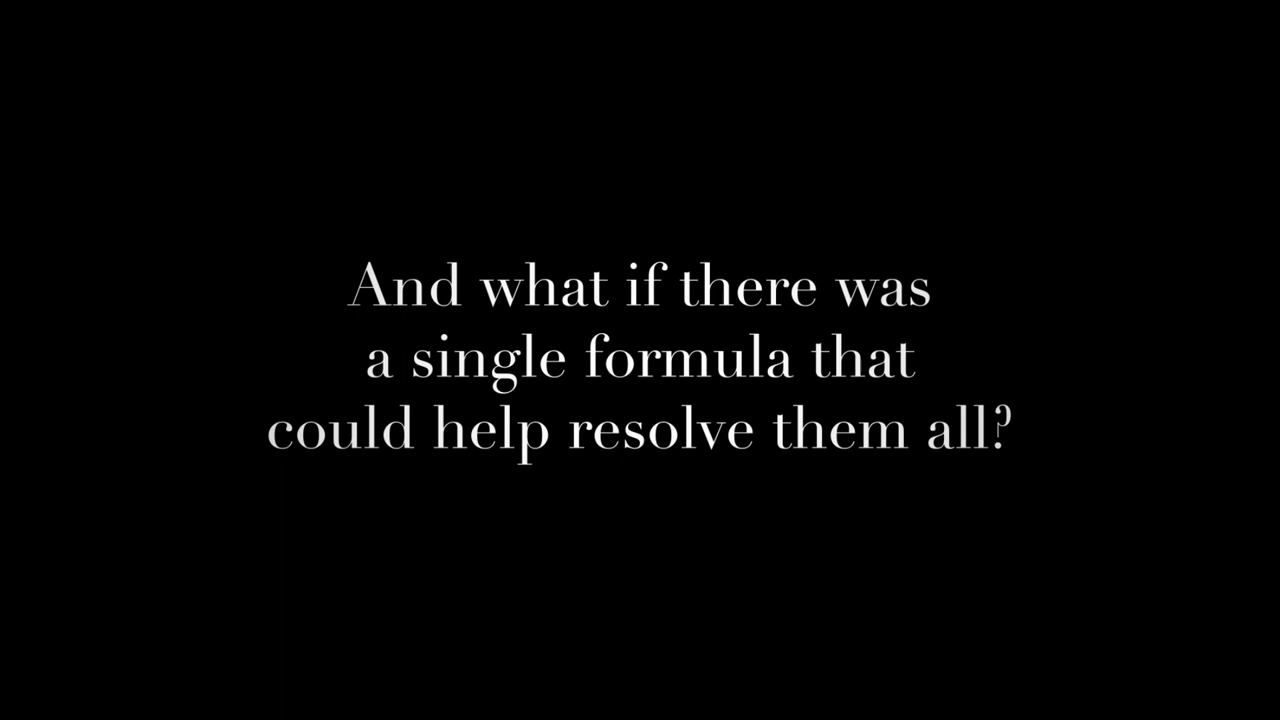 And what if there was
a single formula that
could help resolve them all?